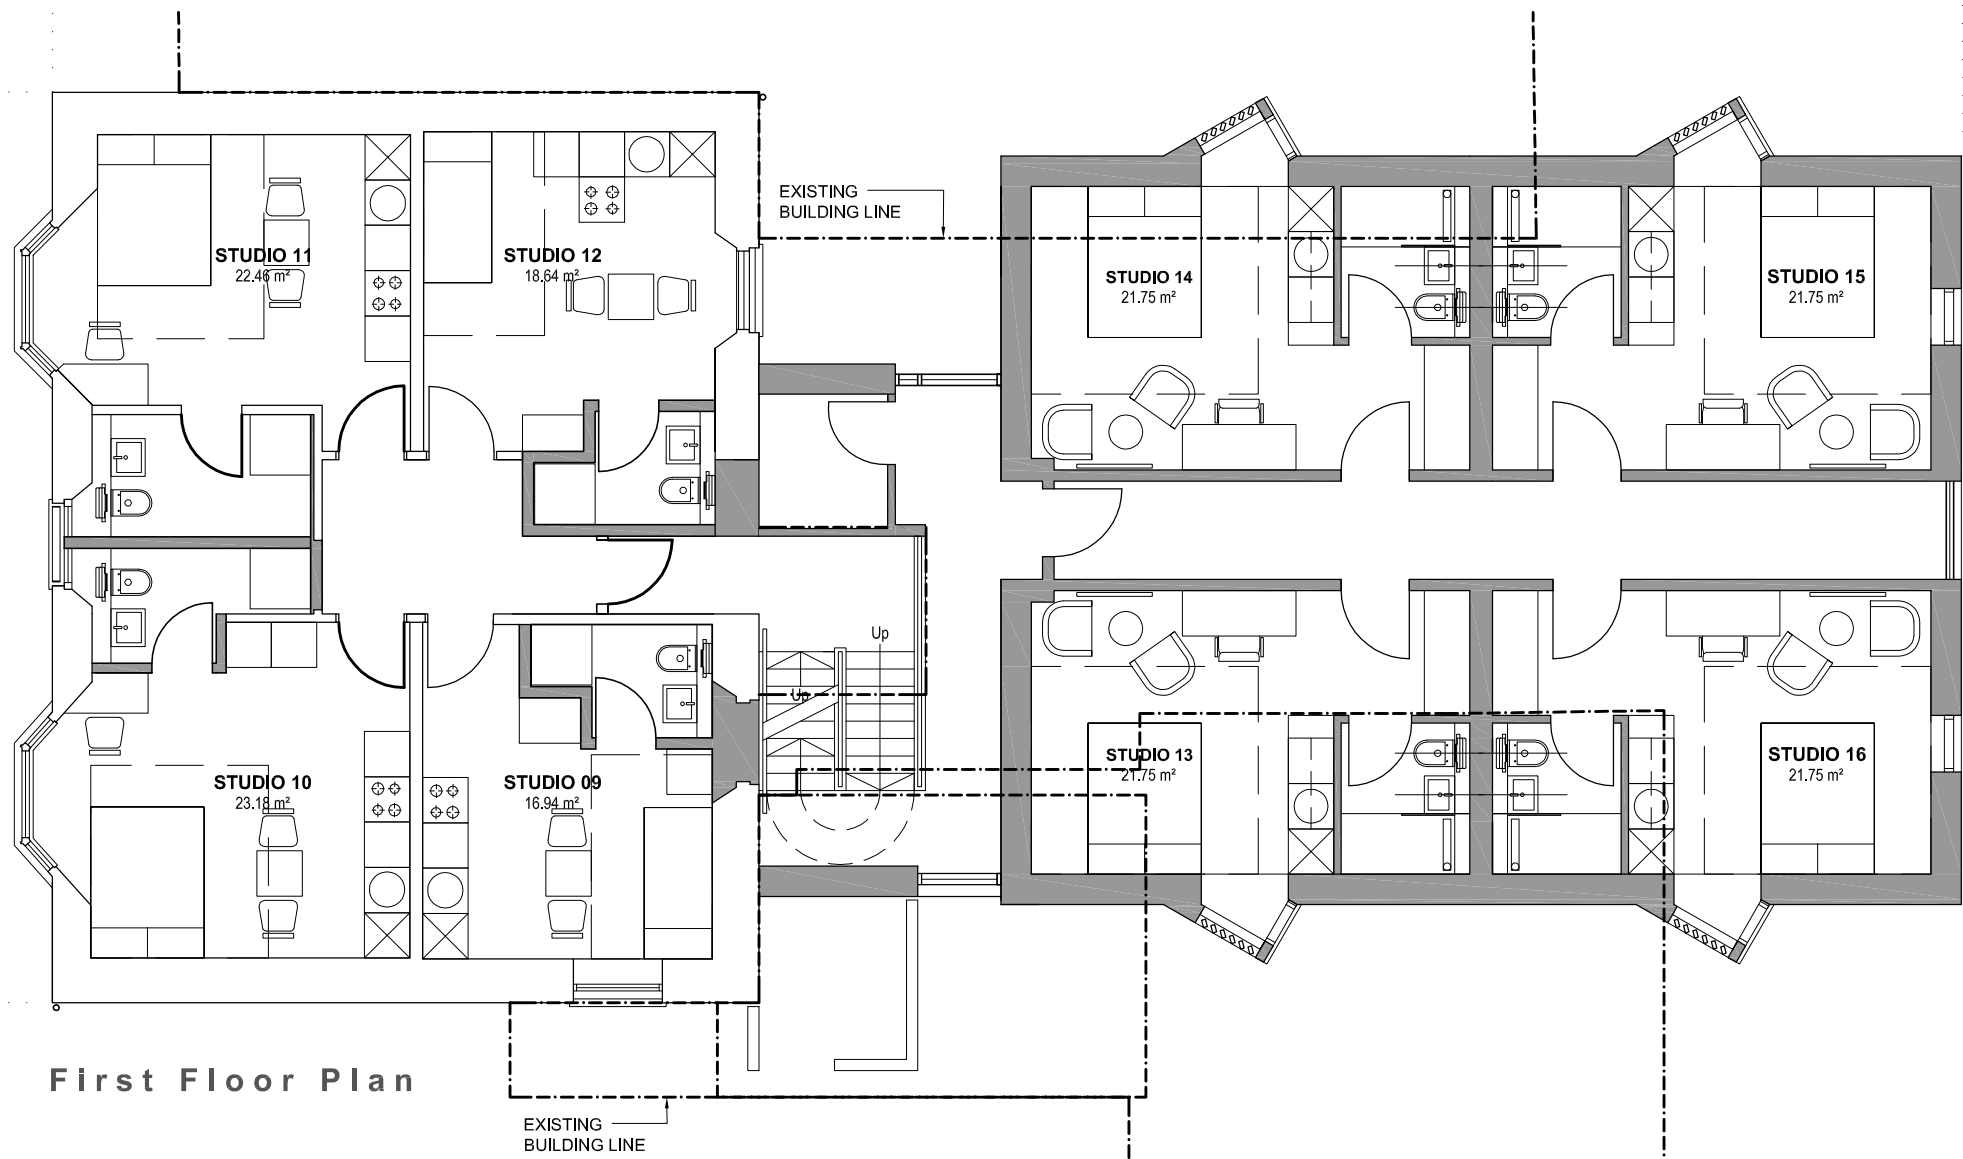 EXISTING
BUILDING LINE
STUDIO 11
22.46 m²
STUDIO 12
18.64 m²
STUDIO 14
21.75 m²
STUDIO 15
21.75 m²
Up
Up
STUDIO 10
23.18 m²
STUDIO 09
16.94 m²
STUDIO 13
21.75 m²
STUDIO 16
21.75 m²
First Floor Plan
EXISTING
BUILDING LINE